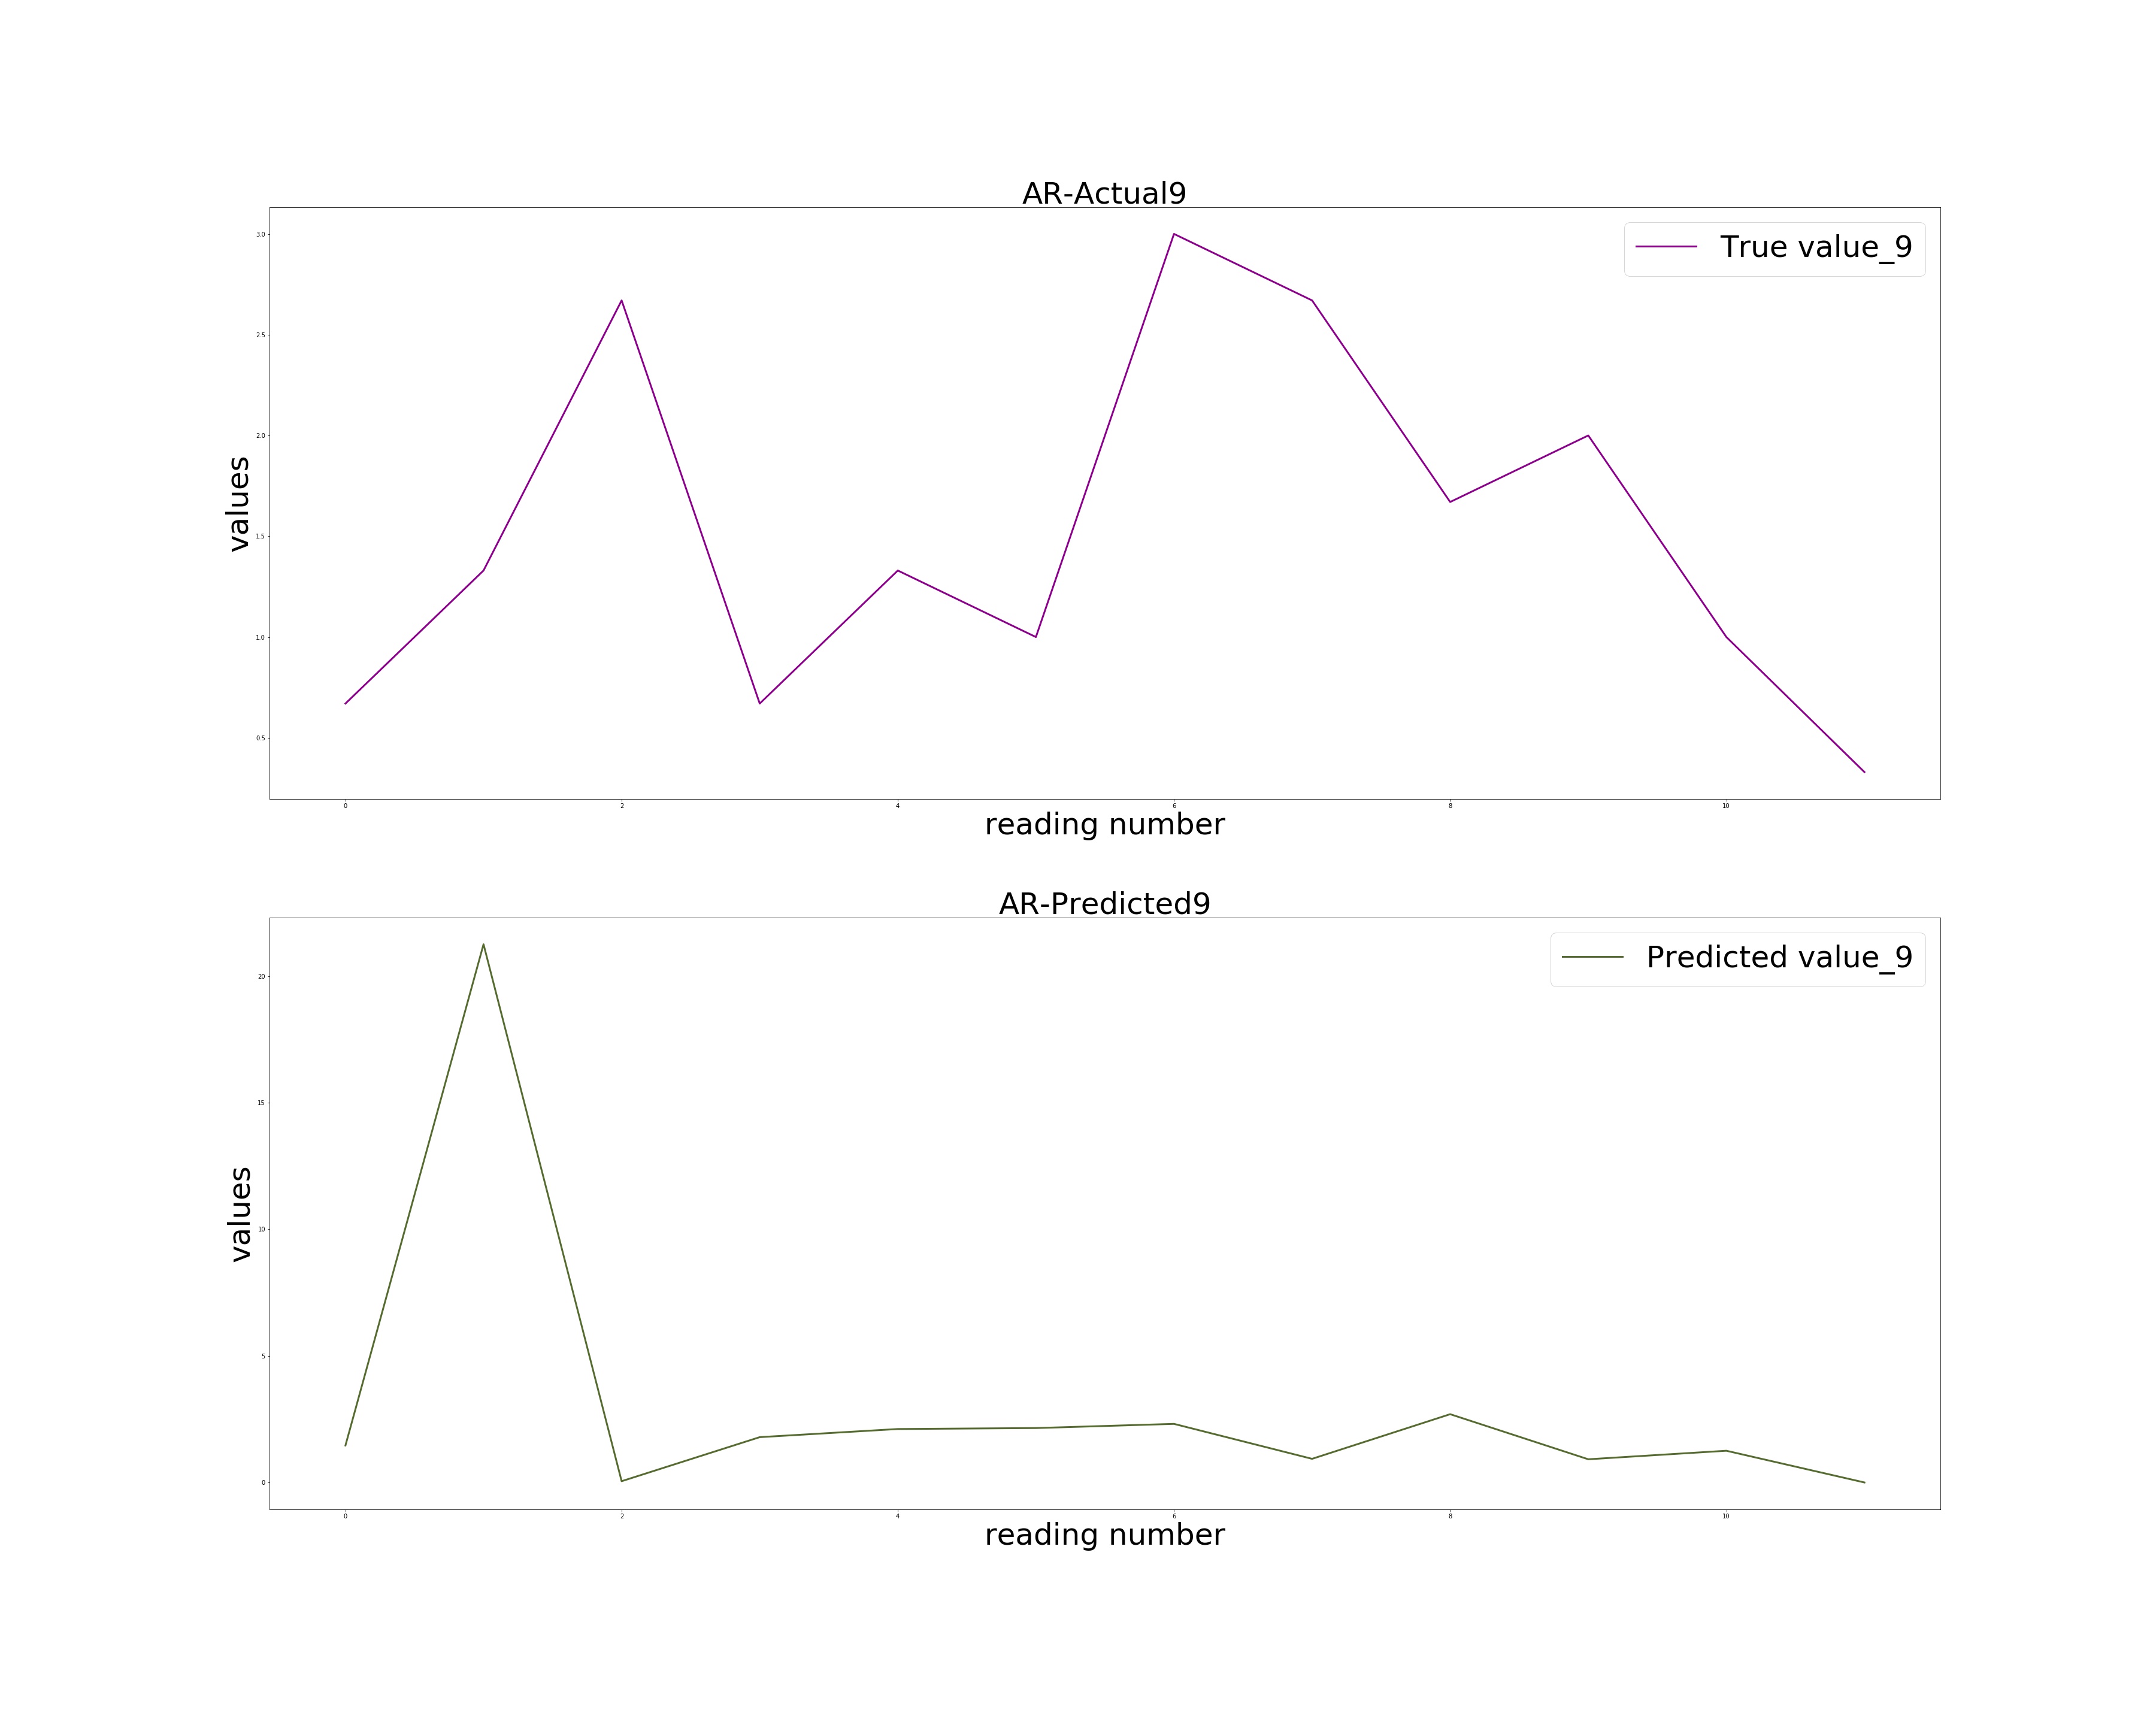 AR-Actual9
True value_9
values
3.0
2.5
2.0
1.5
1.0
0.5
0 2 4 6 8 10
reading number
AR-Predicted9
Predicted value_9
values
20
15
10
5
0
0 2 4 6 8 10
reading number